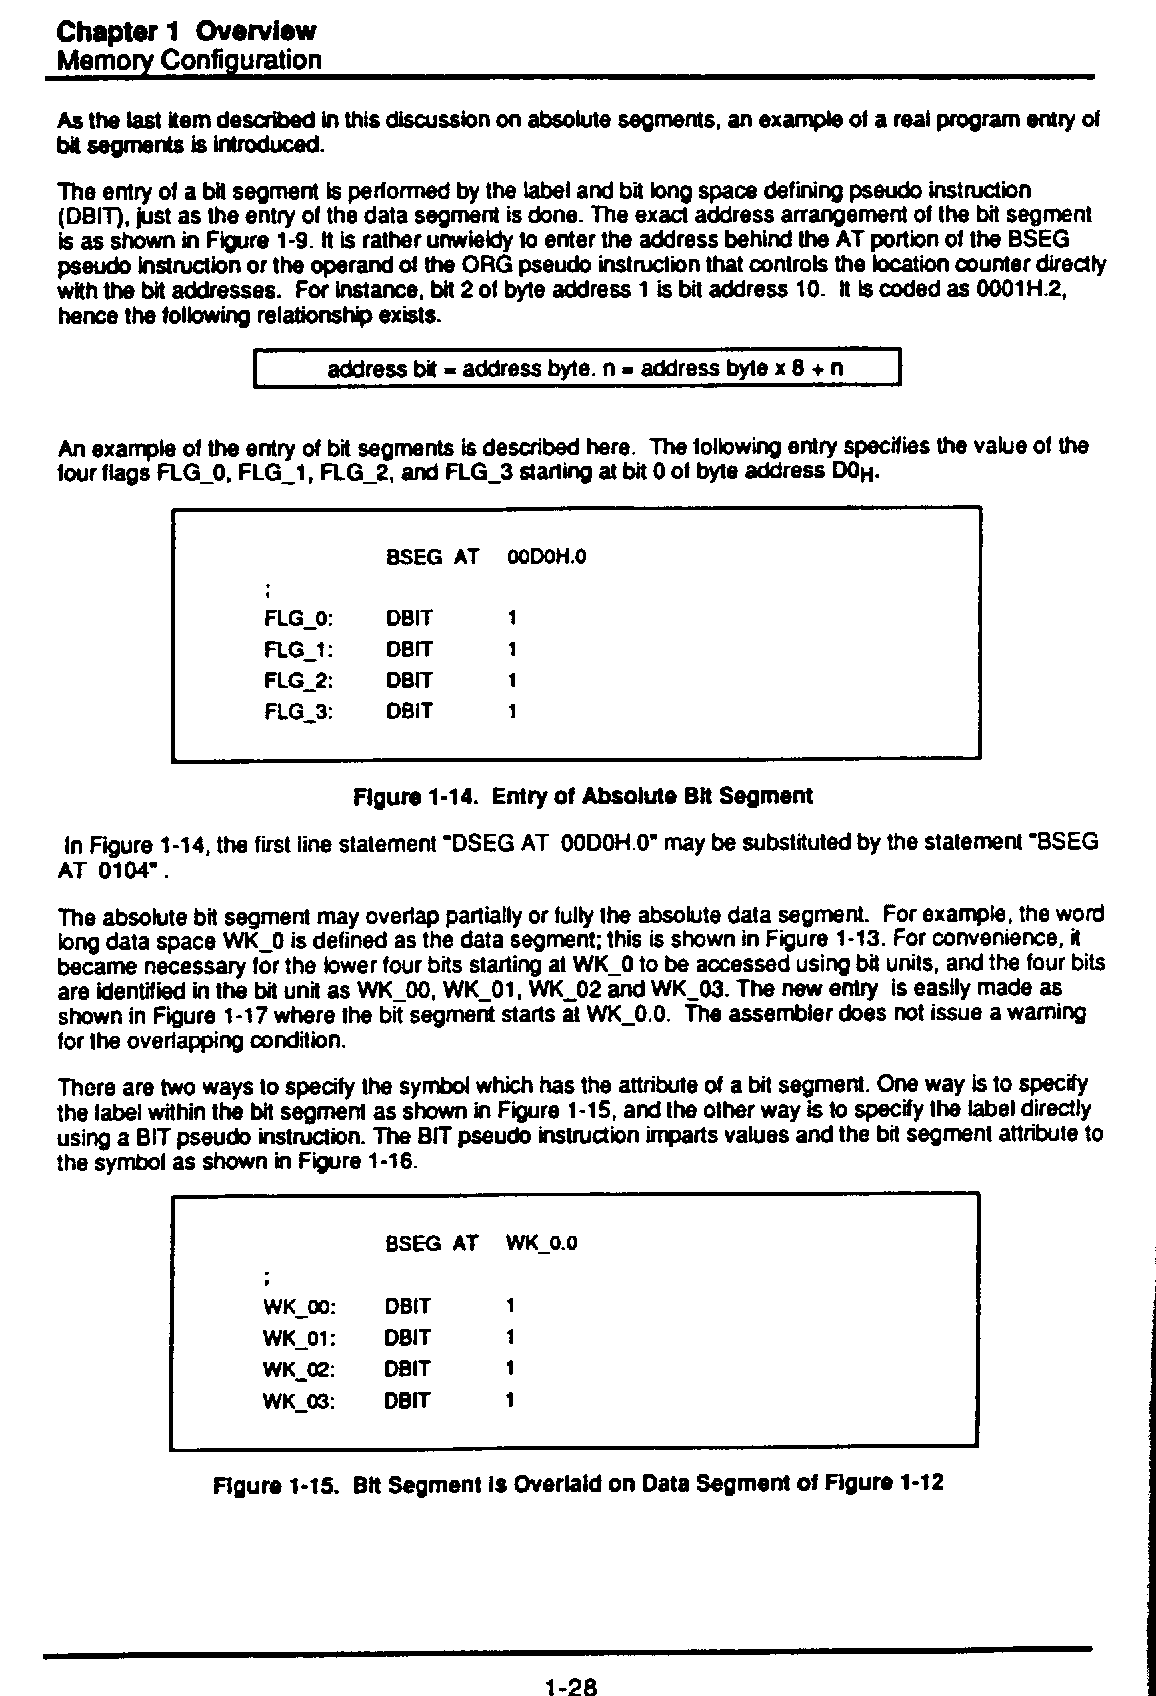 Chapter 1 Overview
Memory Configuration
As the last item described in this discussion on absolute segments, an example of a real program entry of
bit segments is introduced.
The entry of a bit segment is performed by the label and bit long space defining pseudo instruction
(DBIT), just as the entry of the data segment is done. The exact address arrangement of the bit segment
is as shown in Figure 1-9. It is rather unwieldy to enter the address behind the AT portion of the BSEG
pseudo instruction or the operand of the ORG pseudo instruction that controls the location counter directly
with the bit addresses. For instance, bit 2 of byte address 1 is bit address 10. It is coded as 0001H.2,
hence the following relationship exists.
address bit = address byte. n = address byte x 8 + n
An example of the entry of bit segments is described here. The following entry specifies the value of the
four flags FLG_0, FLG_1, FLG_2, and FLG_3 starting at bit 0 of byte address D0H.
BSEG AT 00D0H.0
;
FLG_0: DBIT 1
FLG_1: DBIT 1
FLG_2: DBIT 1
FLG_3: DBIT 1
Figure 1-14. Entry of Absolute Bit Segment
In Figure 1-14, the first line statement "DSEG AT 00D0H.0" may be substituted by the statement "BSEG
AT 0104" .
The absolute bit segment may overlap partially or fully the absolute data segment. For example, the word
long data space WK_0 is defined as the data segment; this is shown in Figure 1-13. For convenience, it
became necessary for the lower four bits starting at WK_0 to be accessed using bit units, and the four bits
are identified in the bit unit as WK_00, WK_01, WK_02 and WK_03. The new entry is easily made as
shown in Figure 1-17 where the bit segment starts at WK_0.0. The assembler does not issue a warning
for the overlapping condition.
There are two ways to specify the symbol which has the attribute of a bit segment. One way is to specify
the label within the bit segment as shown in Figure 1-15, and the other way is to specify the label directly
using a BIT pseudo instruction. The BIT pseudo instruction imparts values and the bit segment attribute to
the symbol as shown in Figure 1-16.
BSEG AT WK_0.0
;
WK_00: DBIT 1
WK_01: DBIT 1
WK_02: DBIT 1
WK_03: DBIT 1
Figure 1-15. Bit Segment is Overlaid on Data Segment of Figure 1-12
1-28